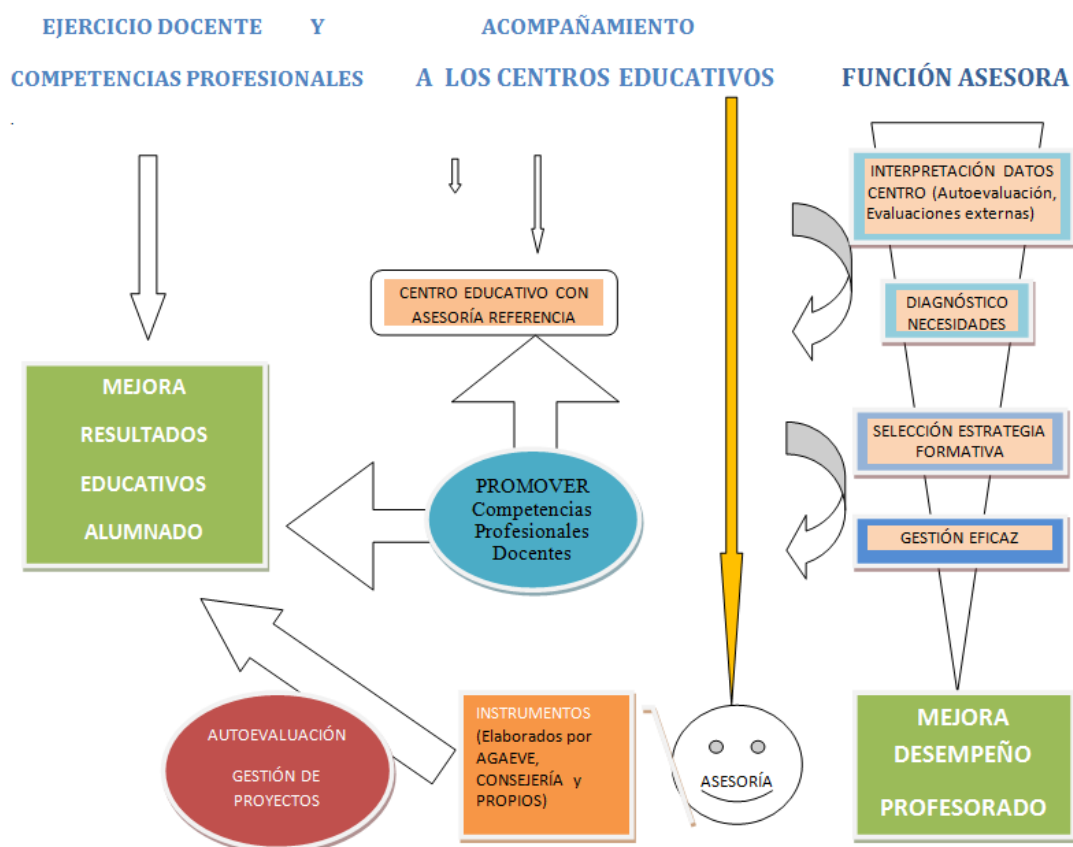 EJERCICIO DOCENTE Y
COMPETENCIAS PROFESIONALES
ACOMPAÑAMIENTO
A LOS CENTROS EDUCATIVOS
FUNCIÓN ASESORA
INTERPRETACIÓN DATOS
CENTRO (Autoevaluación,
Evaluaciones externas)
CENTRO EDUCATIVO CON
ASESORÍA REFERENCIA
DIAGNÓSTICO
NECESIDADES
MEJORA
RESULTADOS
EDUCATIVOS
ALUMNADO
PROMOVER
Competencias
Profesionales
Docentes
SELECCIÓN ESTRATEGIA
FORMATIVA
GESTIÓN EFICAZ
AUTOEVALUACIÓN
GESTIÓN DE
PROYECTOS
INSTRUMENTOS
(Elaborados por
AGAEVE,
CONSEJERÍA y
PROPIOS)
ASESORÍA
MEJORA
DESEMPEÑO
PROFESORADO